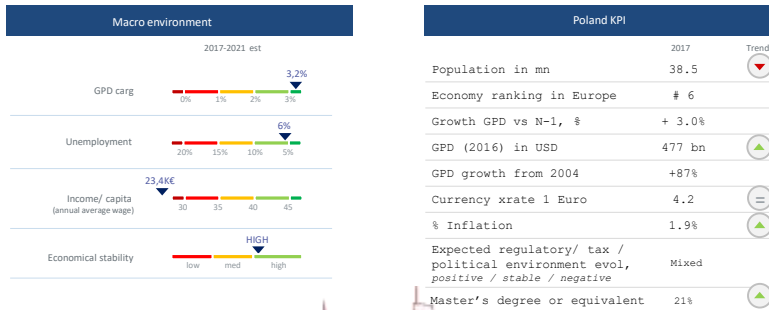 Macro environment
2017-2021 est
3,2%
GPD carg
0% 1% 2% 3%
6%
Unemployment
20% 15% 10% 5%
23,4K€
Income/ capita
(annual average wage)
30 35 40 45
HIGH
Economical stability
low med high
Poland KPI
2017 Trend
Population in mn 38.5
Economy ranking in Europe # 6
Growth GPD vs N-1, % + 3.0%
GPD (2016) in USD 477 bn
GPD growth from 2004 +87%
Currency xrate 1 Euro 4.2 =
% Inflation 1.9%
Expected regulatory/ tax /
political environment evol, Mixed
positive / stable / negative
Master's degree or equivalent 21%